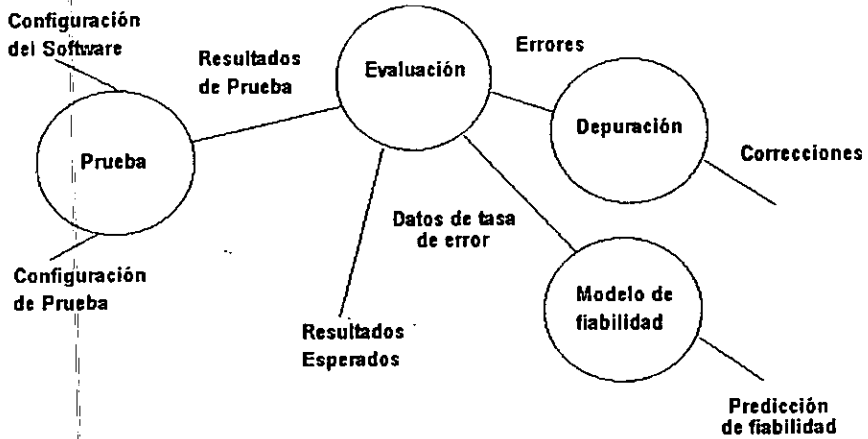 Configuración
del Software
Resultados
de Prueba
Evaluación
Errores
Depuración
Correcciones
Prueba
Configuración
de Prueba
Datos de tasa
de error
Resultados
Esperados
Modelo de
fiabilidad
Predicción
de fiabilidad